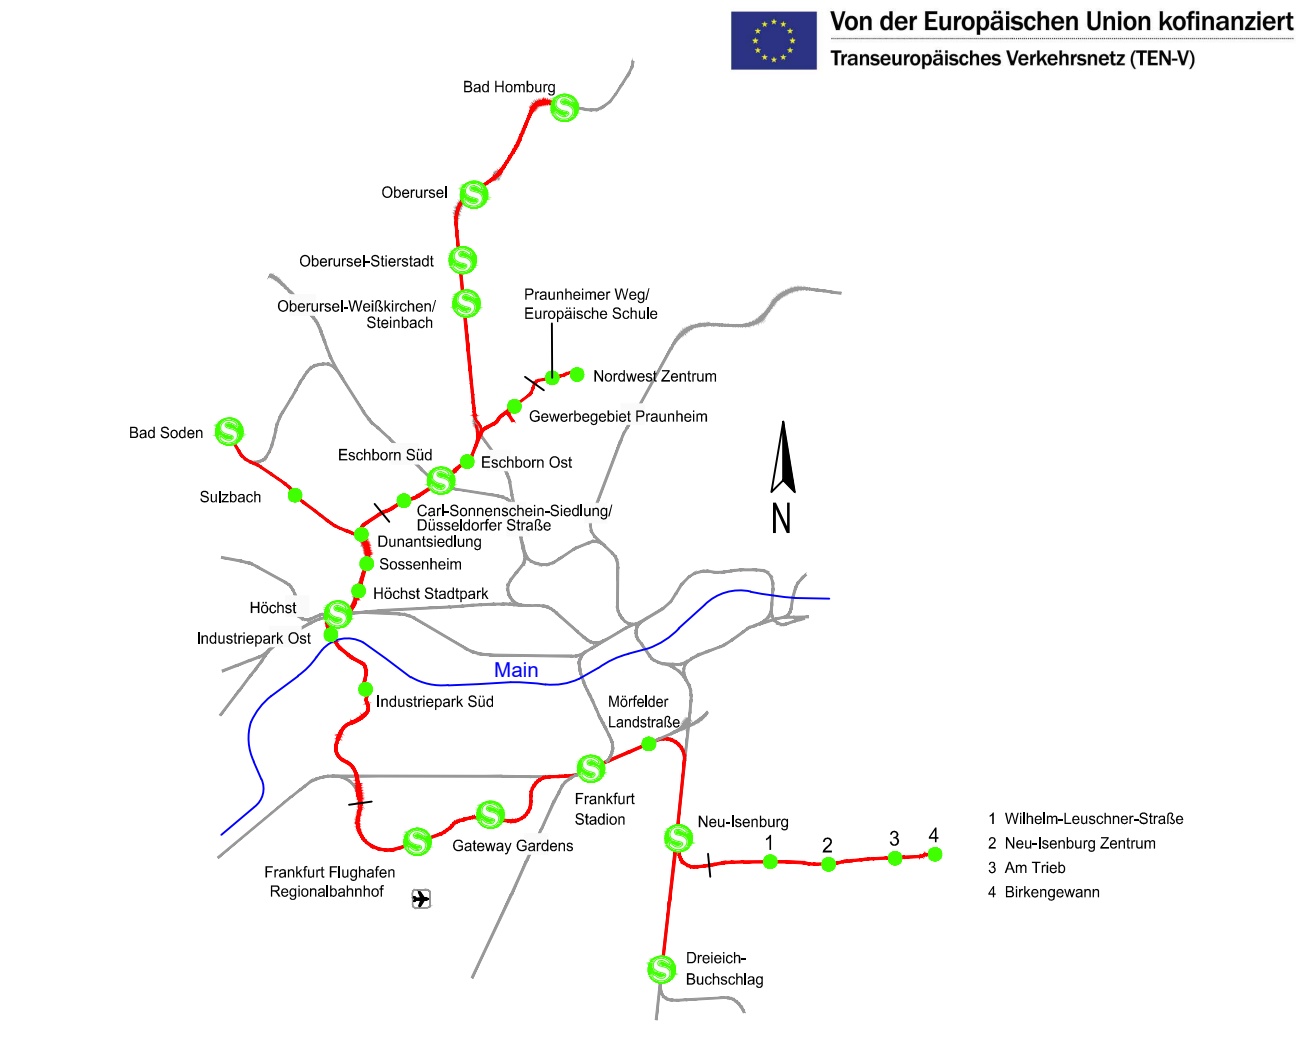 Von der Europäischen Union kofinanziert
Transeuropäisches Verkehrsnetz (TEN-V)
Bad Homburg
Oberursel
Oberursel-Stierstadt
Oberursel-Weißkirchen/
Steinbach
Praunheimer Weg/
Europäische Schule
Nordwest Zentrum
Gewerbegebiet Praunheim
Bad Soden
Eschborn Süd
Eschborn Ost
Sulzbach
Carl-Sonnenschein-Siedlung/
Düsseldorfer Straße
N
Dunantsiedlung
Sossenheim
Höchst Stadtpark
Höchst
Industriepark Ost
Main
Industriepark Süd
Mörfelder
Landstraße
Frankfurt
Stadion
Gateway Gardens
Frankfurt Flughafen
Regionalbahnhof
Neu-Isenburg
1
2
3
4
1 Wilhelm-Leuschner-Straße
2 Neu-Isenburg Zentrum
3 Am Trieb
4 Birkengewann
Dreieich-
Buchschlag
S
S
S
S
S
S
S
S
S
S
S
S